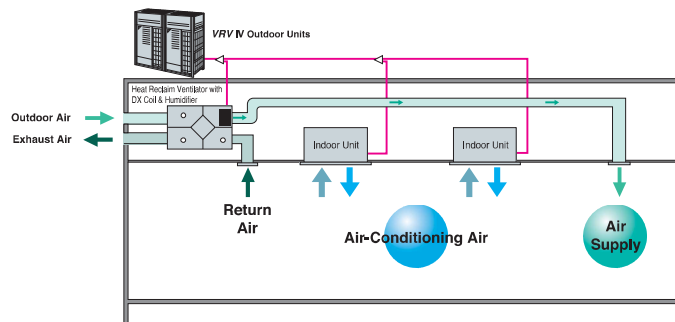 VRV IV Outdoor Units
Heat Reclaim Ventilator with
DX Coil & Humidifier
Outdoor Air
Exhaust Air
Indoor Unit
Indoor Unit
Return
Air
Air-Conditioning Air
Air
Supply